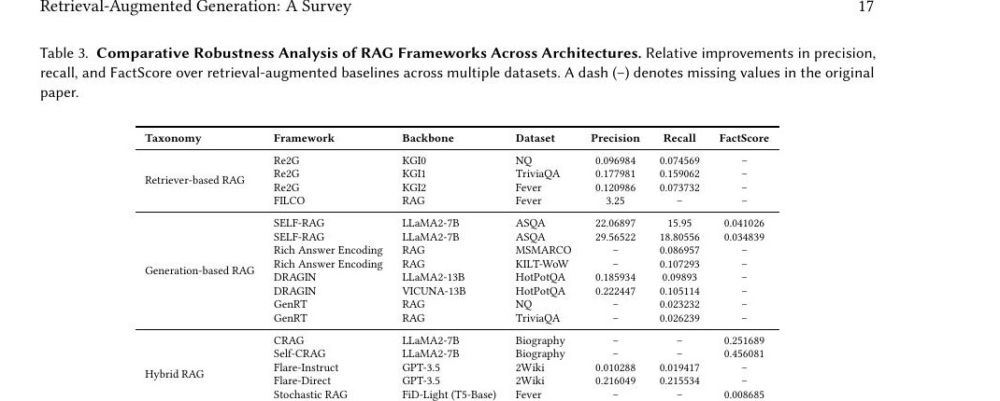 Retrieval-Augmented Generation: A Survey 17
Table 3. Comparative Robustness Analysis of RAG Frameworks Across Architectures. Relative improvements in precision,
recall, and FactScore over retrieval-augmented baselines across multiple datasets. A dash (–) denotes missing values in the original
paper.
Taxonomy Framework Backbone Dataset Precision Recall FactScore
Retriever-based RAG
Re2G KGI0 NQ 0.096984 0.074569 –
Re2G KGI1 TriviaQA 0.177981 0.159062 –
Re2G KGI2 Fever 0.120986 0.073732 –
FILCO RAG Fever 3.25 – –
Generation-based RAG
SELF-RAG LLaMA2-7B ASQA 22.06897 15.95 0.041026
SELF-RAG LLaMA2-7B ASQA 29.56522 18.80556 0.034839
Rich Answer Encoding RAG MSMARCO – 0.086957 –
Rich Answer Encoding RAG KILT-WoW – 0.107293 –
DRAGIN LLaMA2-13B HotPotQA 0.185934 0.09893 –
DRAGIN VICUNA-13B HotPotQA 0.222447 0.105114 –
GenRT RAG NQ – 0.023232 –
GenRT RAG TriviaQA – 0.026239 –
Hybrid RAG
CRAG LLaMA2-7B Biography – – 0.251689
Self-CRAG LLaMA2-7B Biography – – 0.456081
Flare-Instruct GPT-3.5 2Wiki 0.010288 0.019417 –
Flare-Direct GPT-3.5 2Wiki 0.216049 0.215534 –
Stochastic RAG FiD-Light (T5-Base) Fever – – 0.008685